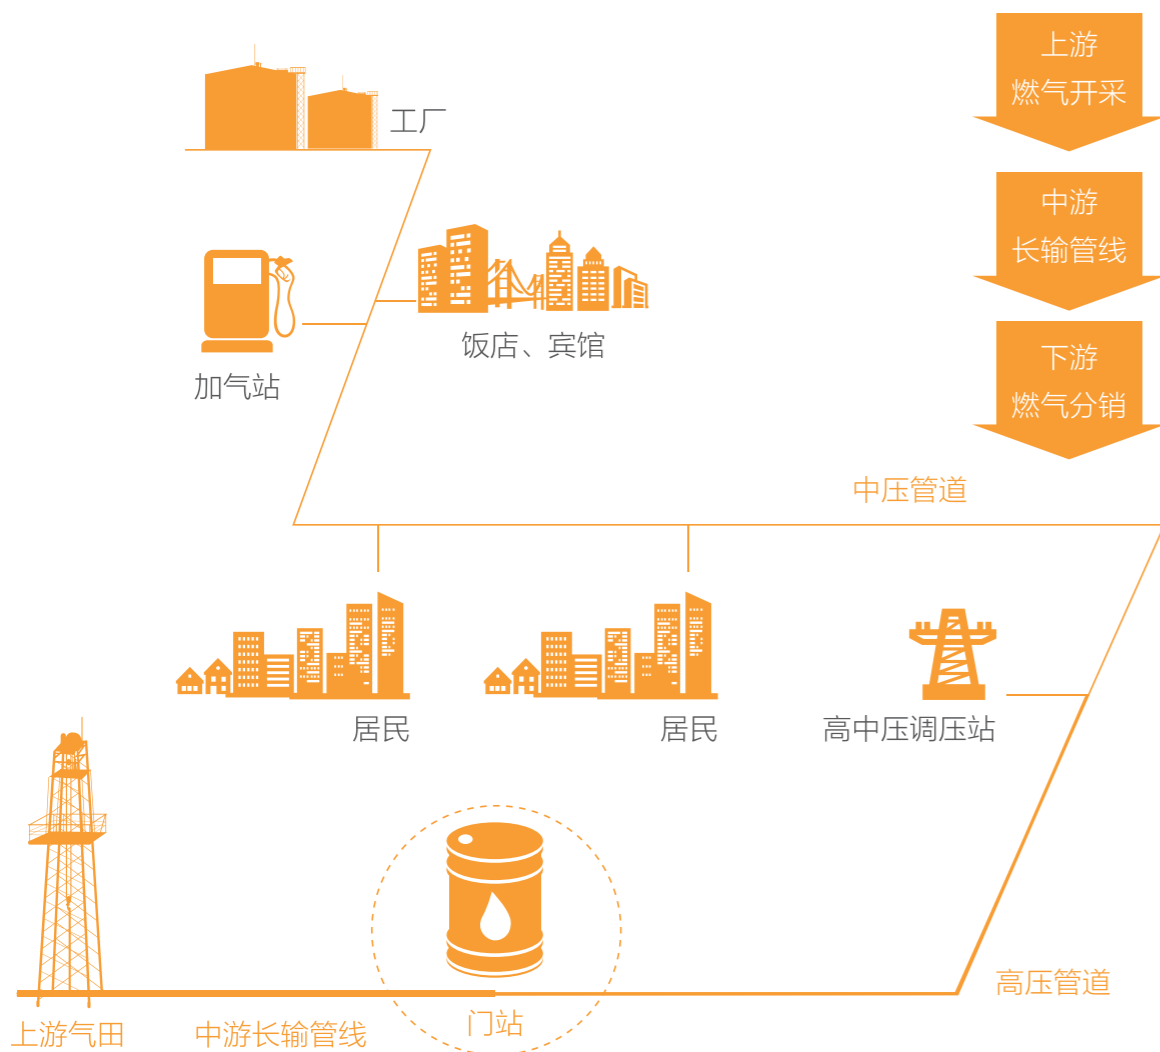 上游
燃气开采
工厂
中游
长输管线
饭店、宾馆
下游
燃气分销
加气站
中压管道
居民
居民
高中压调压站
高压管道
上游气田
中游长输管线
门站